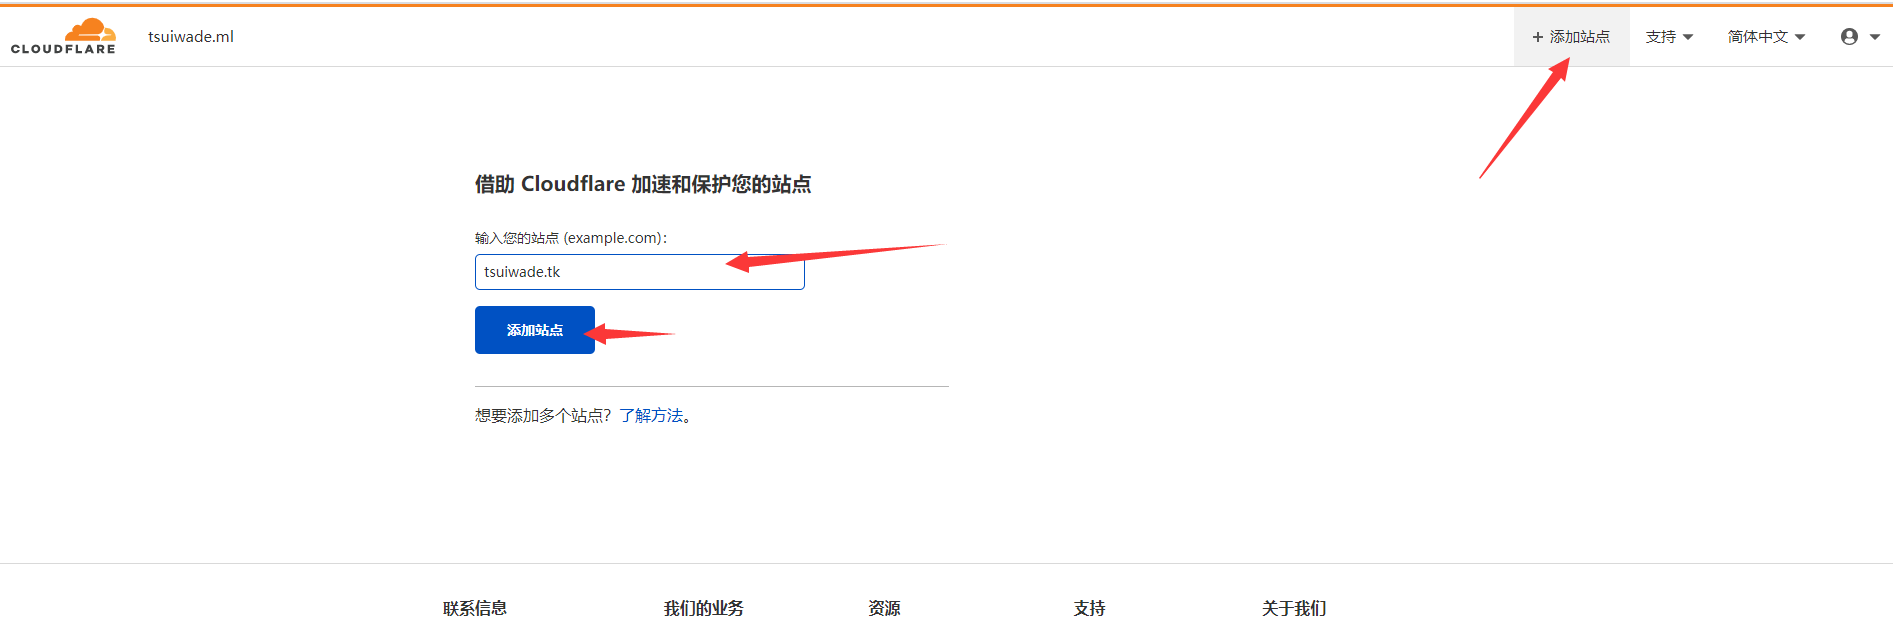 CLOUDFLARE
tsuiwade.ml
+ 添加站点
支持
简体中文
借助 Cloudflare 加速和保护您的站点
输入您的站点 (example.com)：
tsuiwade.tk
添加站点
想要添加多个站点？了解方法。
联系信息
我们的业务
资源
支持
关于我们